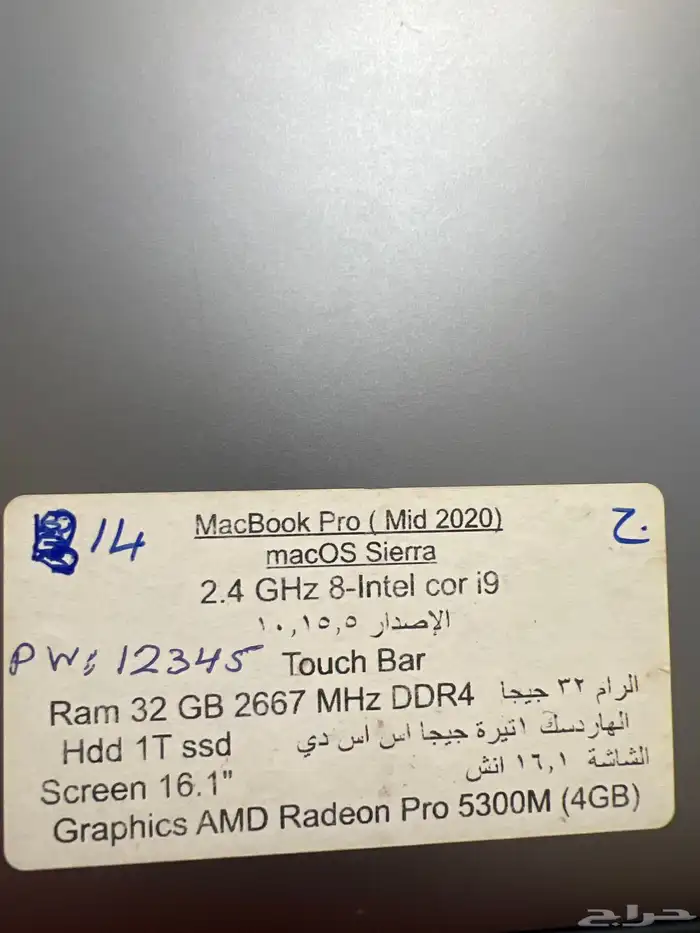 14 MacBook Pro ( Mid 2020) ج
macOS Sierra
2.4 GHz 8-Intel cor i9
الإصدار ١٠,١٥,٥
PW: 12345 Touch Bar
Ram 32 GB 2667 MHz DDR4 الرام ٣٢ جيجا
Hdd 1T ssd الهاردسك ١تيرة جيجا اس اس دي
Screen 16.1" الشاشة ١٦,١ انش
Graphics AMD Radeon Pro 5300M (4GB)
حراج